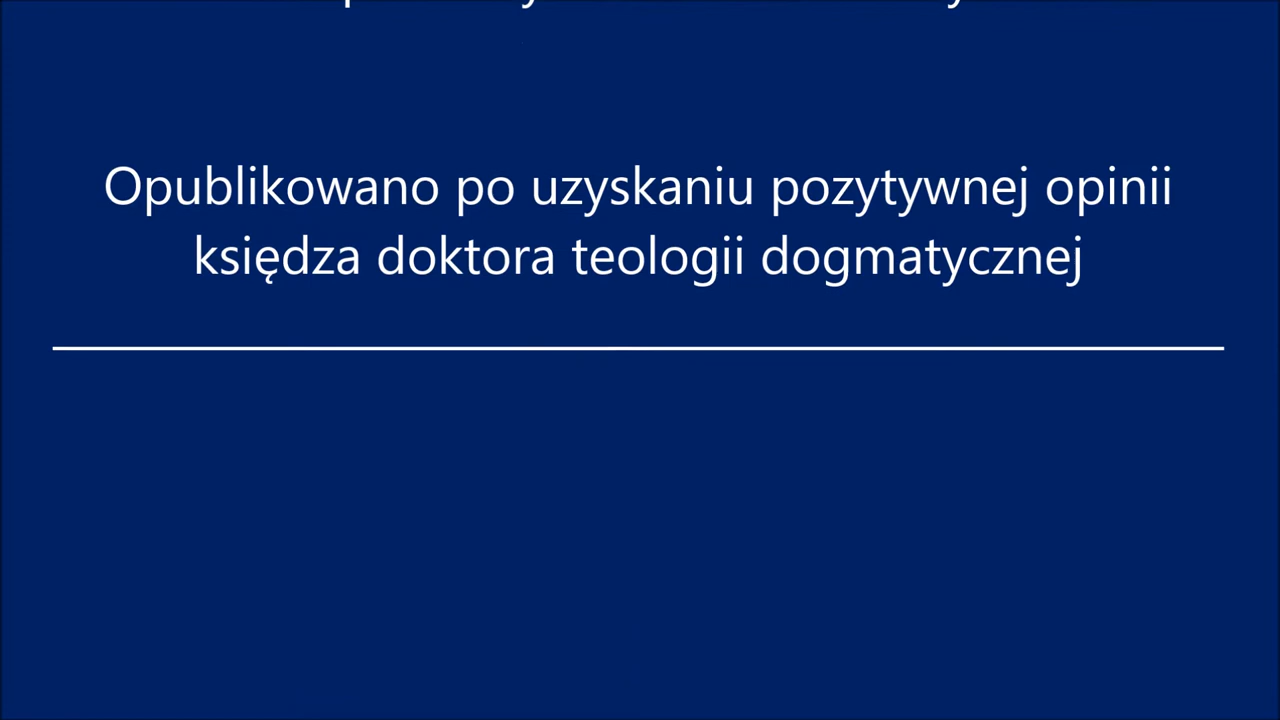 Opublikowano po uzyskaniu pozytywnej opinii
księdza doktora teologii dogmatycznej